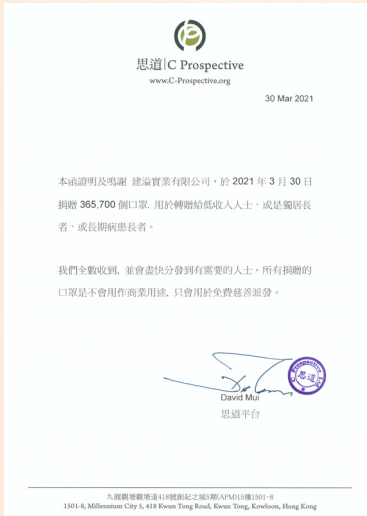 思道|C Prospective
www.C-Prospective.org
30 Mar 2021
本函證明及鳴謝 建溢實業有限公司，於 2021 年 3 月 30 日
捐贈 365,700 個口罩, 用於轉贈給低收入人士、或是獨居長
者、或長期病患長者。
我們全數收到, 並會盡快分發到有需要的人士。所有捐贈的
口罩是不會用作商業用途, 只會用於免費慈善派發。
David Mui
思道平台
C Prospective Ltd
思道
九龍觀塘觀塘道418號創紀之城5期(APM)15樓1501-8
1501-8, Millennium City 5, 418 Kwun Tong Road, Kwun Tong, Kowloon, Hong Kong